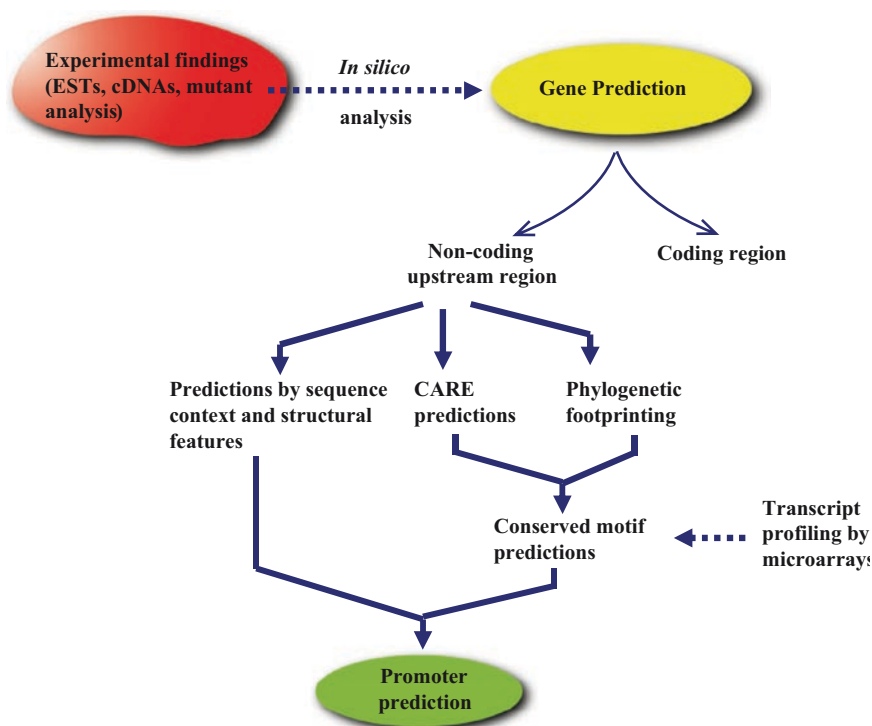 Experimental findings
(ESTs, cDNAs, mutant
analysis)
In silico
analysis
Gene Prediction
Non-coding
upstream region
Coding region
Predictions by sequence
context and structural
features
CARE
predictions
Phylogenetic
footprinting
Conserved motif
predictions
Transcript
profiling by
microarrays
Promoter
prediction